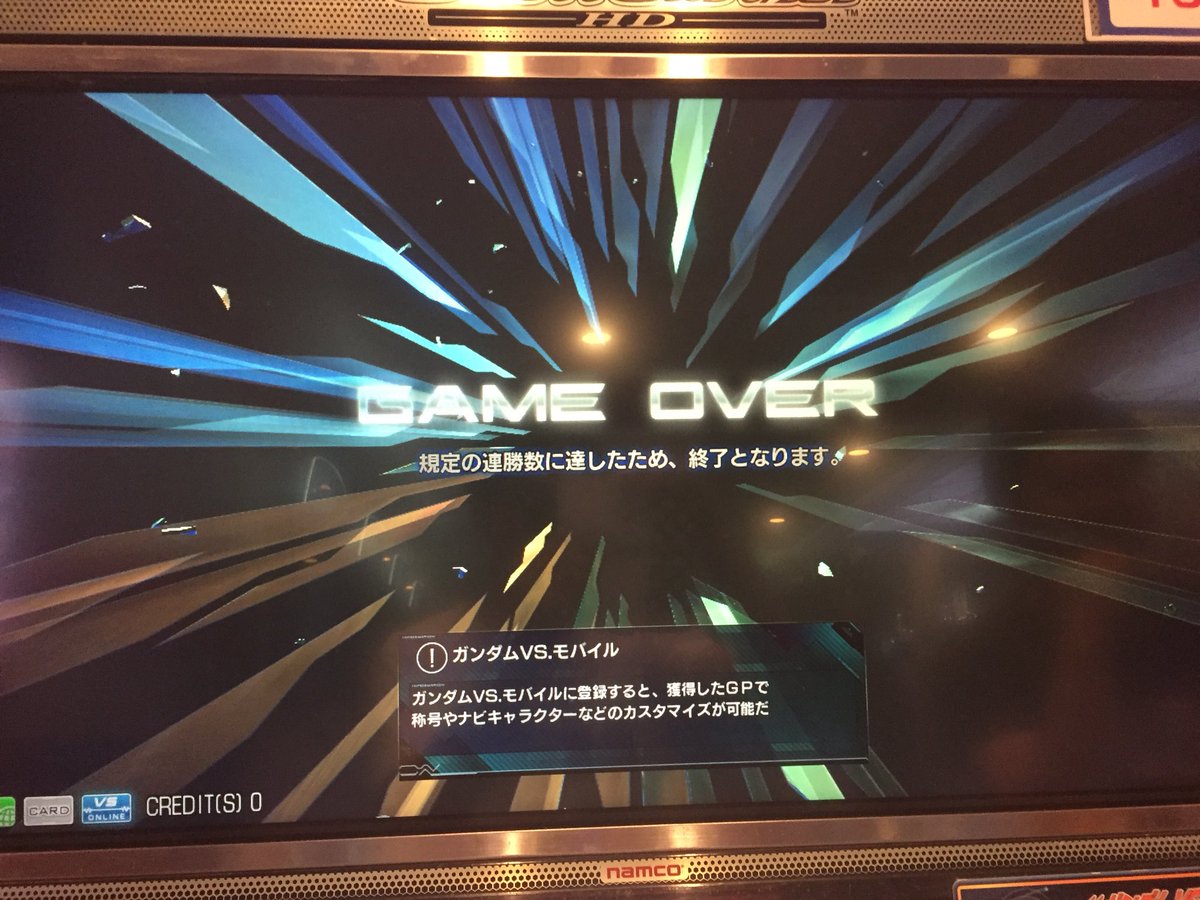 HD
TM
GAME OVER
規定の連勝数に達したため、終了となります。
ガンダムVS.モバイル
ガンダムVS.モバイルに登録すると、獲得したGPで
称号やナビキャラクターなどのカスタマイズが可能だ
CARD
VS
ONLINE
CREDIT(S) 0
namco